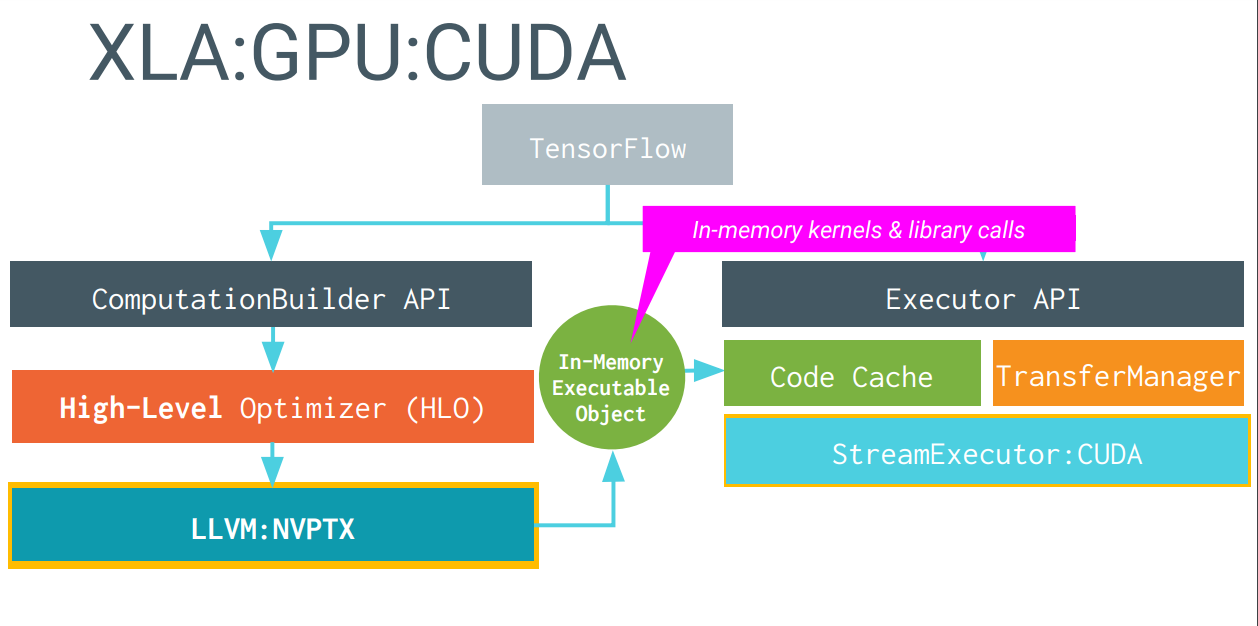 XLA:GPU:CUDA
TensorFlow
In-memory kernels & library calls
ComputationBuilder API
Executor API
In-Memory
Executable
Object
Code Cache
TransferManager
High-Level Optimizer (HLO)
StreamExecutor:CUDA
LLVM:NVPTX